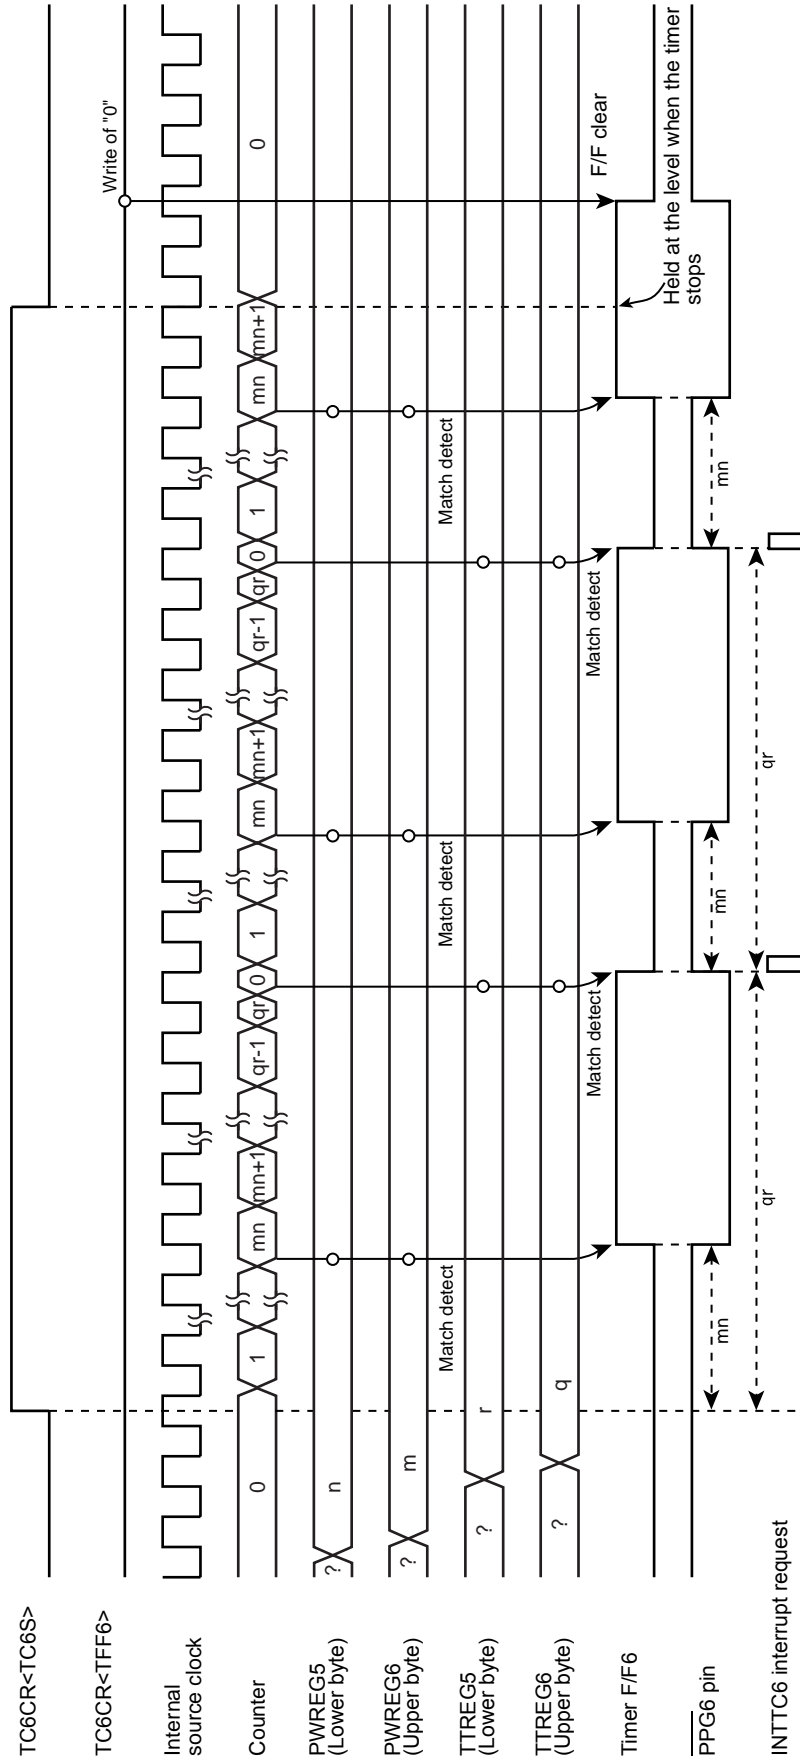 TC6CR<TC6S>
TC6CR<TFF6>
Write of "0"
Internal
source clock
Counter
0
1
mn
mn+1
qr-1
qr
0
1
mn
mn+1
qr-1
qr
0
1
mn
mn+1
0
PWREG5
(Lower byte)
?
n
PWREG6
(Upper byte)
?
m
Match detect
Match detect
Match detect
TTREG5
(Lower byte)
?
r
TTREG6
(Upper byte)
?
q
Match detect
Match detect
F/F clear
Timer F/F6
Held at the level when the timer
stops
PPG6 pin
mn
mn
mn
qr
qr
INTTC6 interrupt request